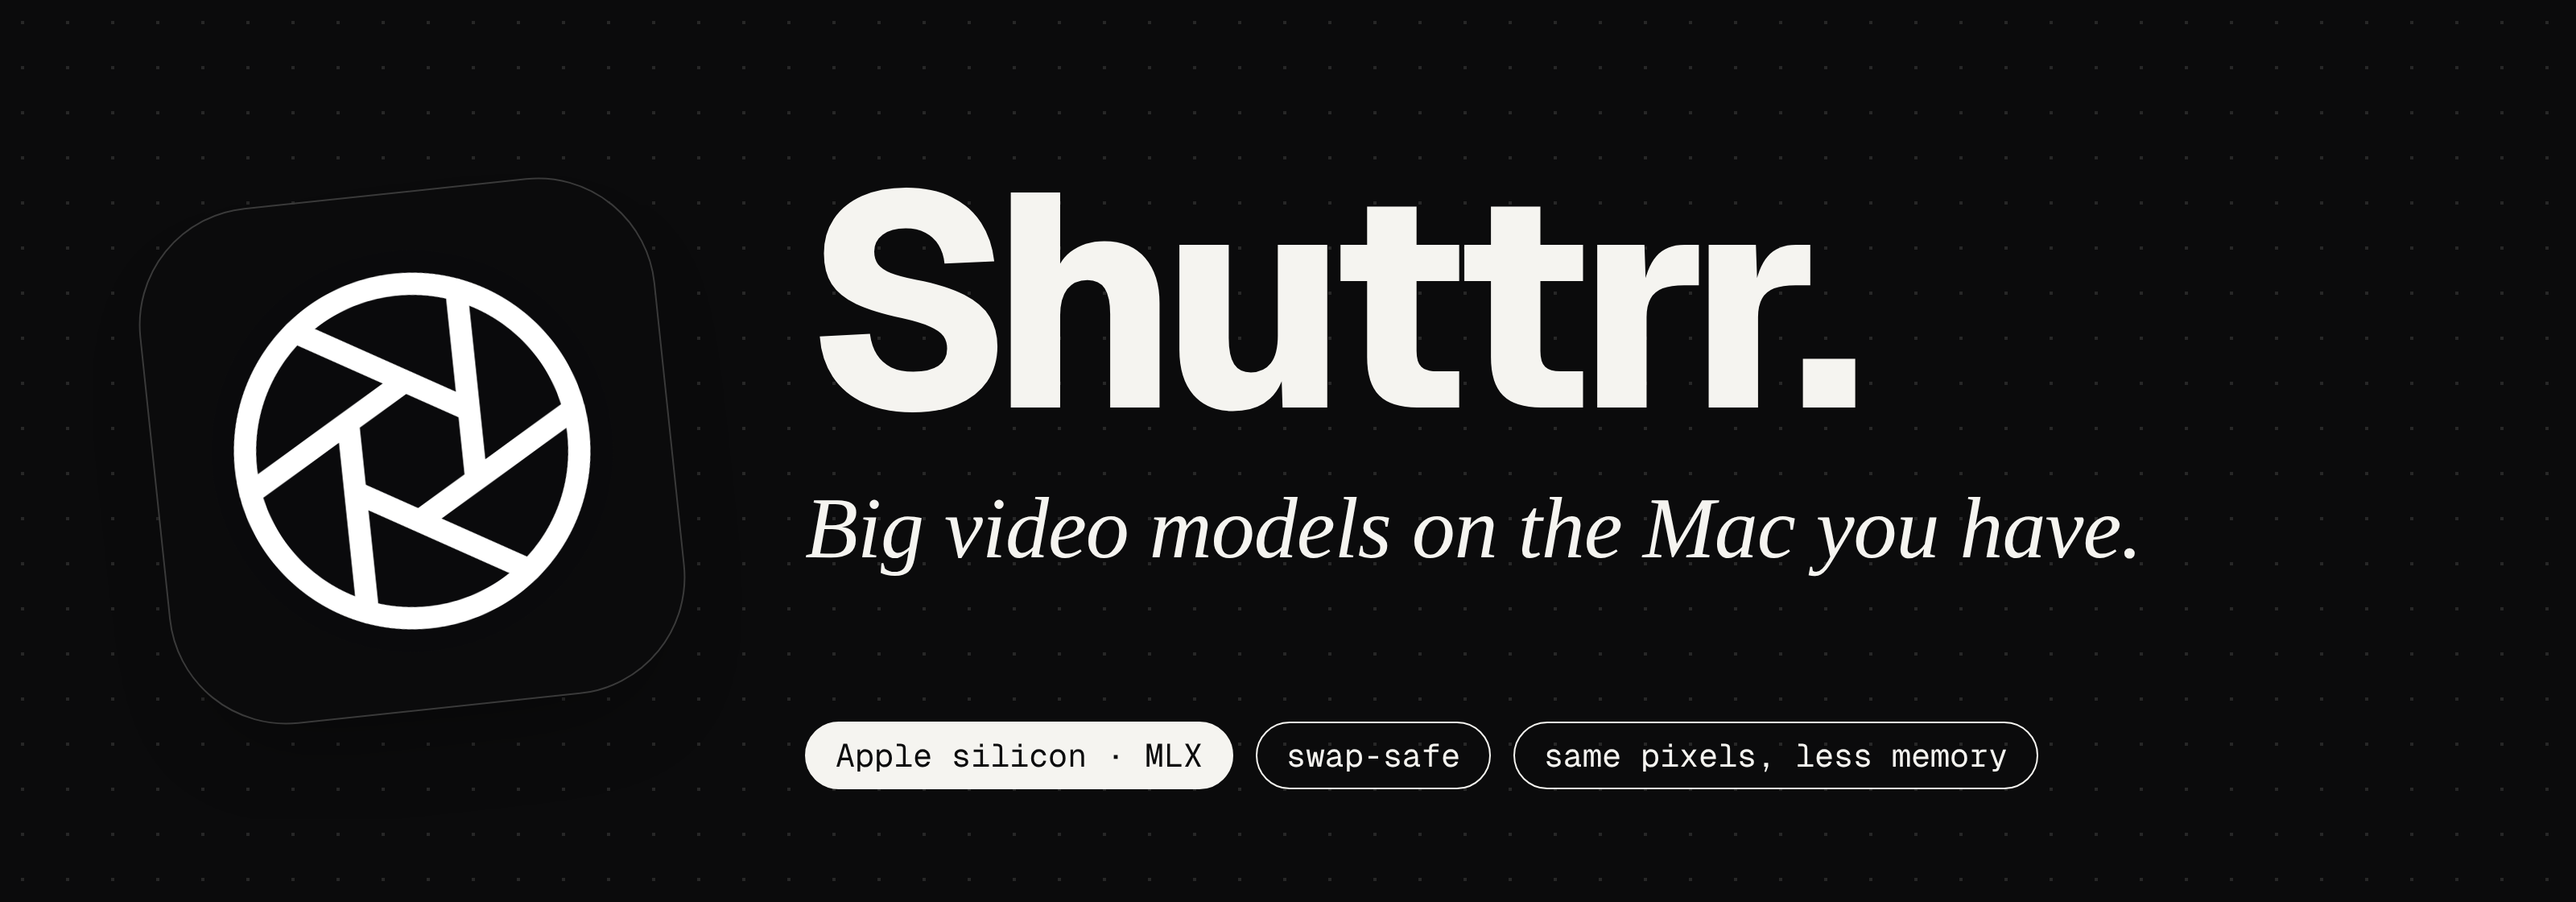 Shuttrr.
Big video models on the Mac you have.
Apple silicon · MLX
swap-safe
same pixels, less memory